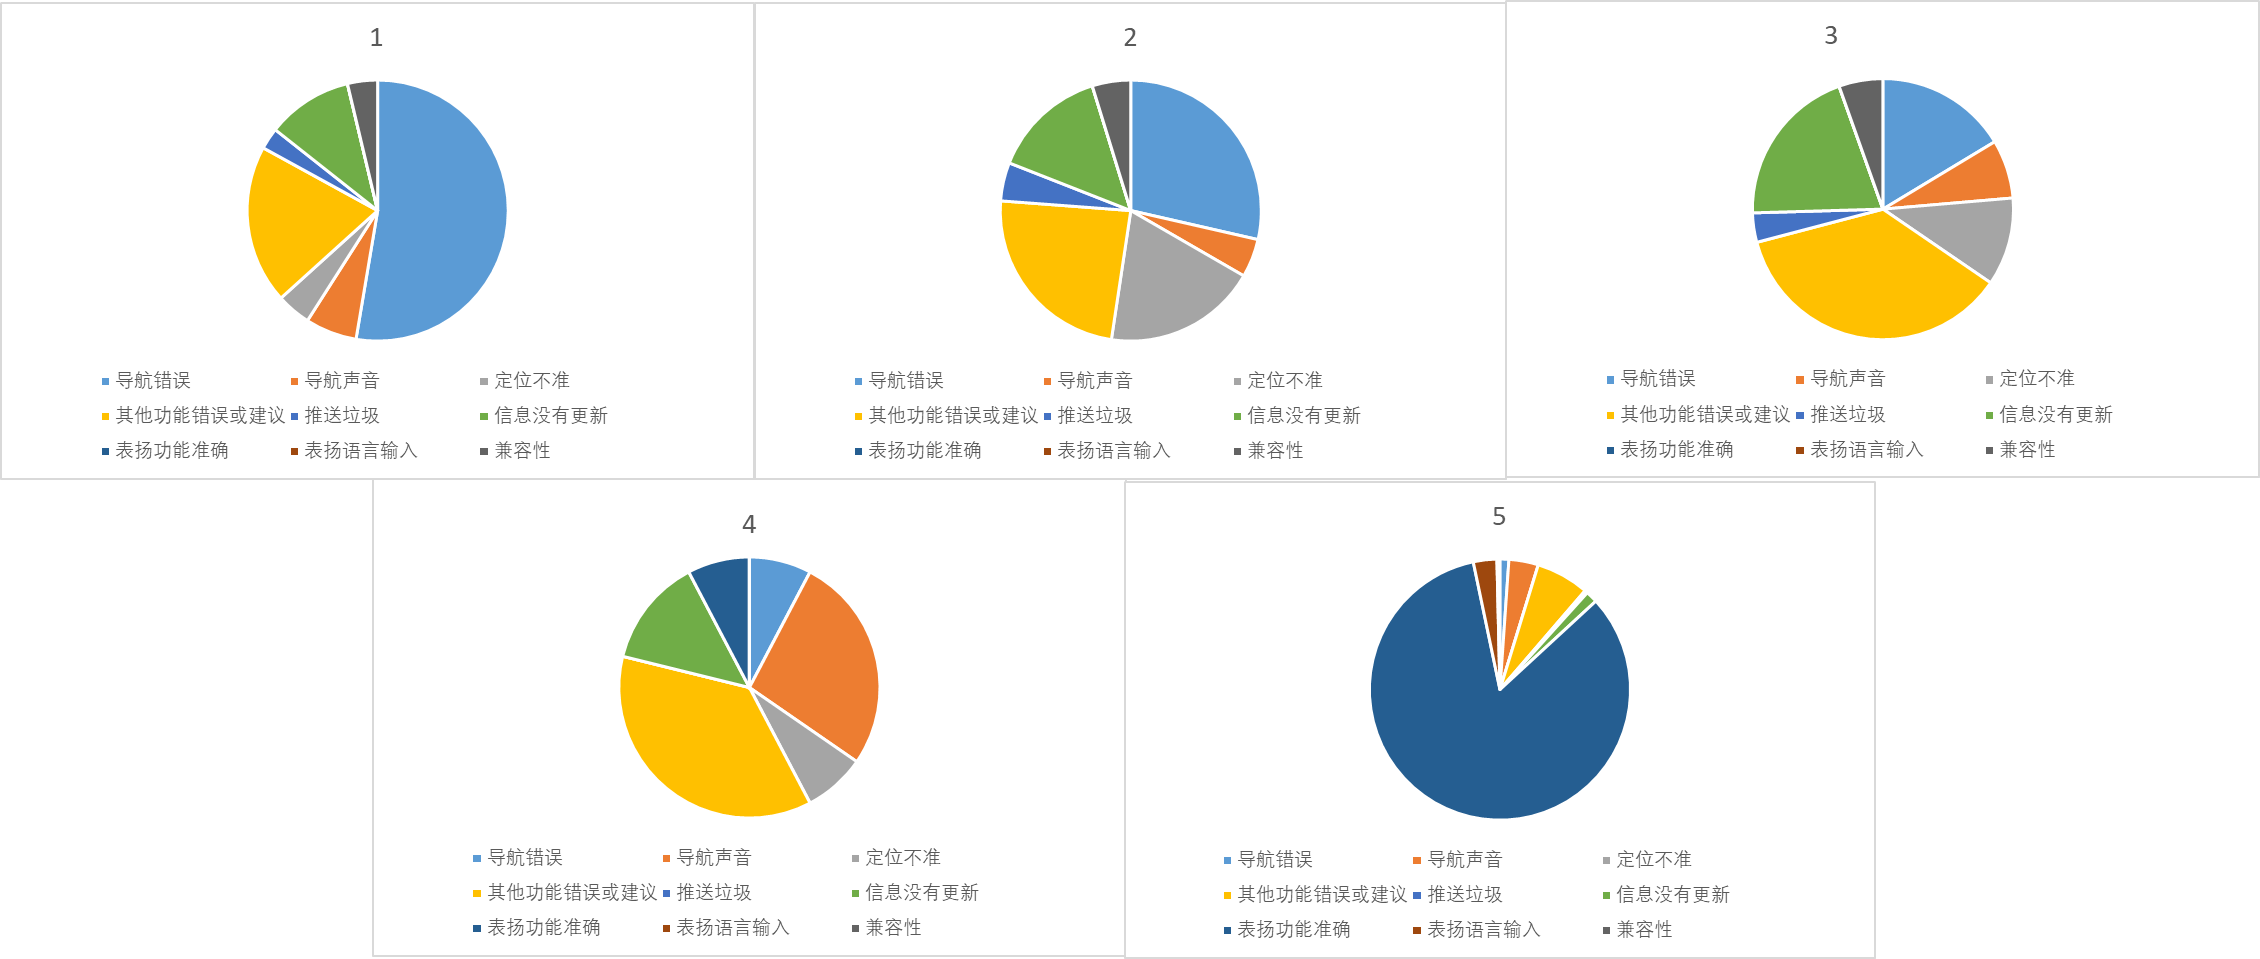 1
导航错误 导航声音 定位不准
其他功能错误或建议 推送垃圾 信息没有更新
表扬功能准确 表扬语言输入 兼容性
2
导航错误 导航声音 定位不准
其他功能错误或建议 推送垃圾 信息没有更新
表扬功能准确 表扬语言输入 兼容性
3
导航错误 导航声音 定位不准
其他功能错误或建议 推送垃圾 信息没有更新
表扬功能准确 表扬语言输入 兼容性
4
导航错误 导航声音 定位不准
其他功能错误或建议 推送垃圾 信息没有更新
表扬功能准确 表扬语言输入 兼容性
5
导航错误 导航声音 定位不准
其他功能错误或建议 推送垃圾 信息没有更新
表扬功能准确 表扬语言输入 兼容性